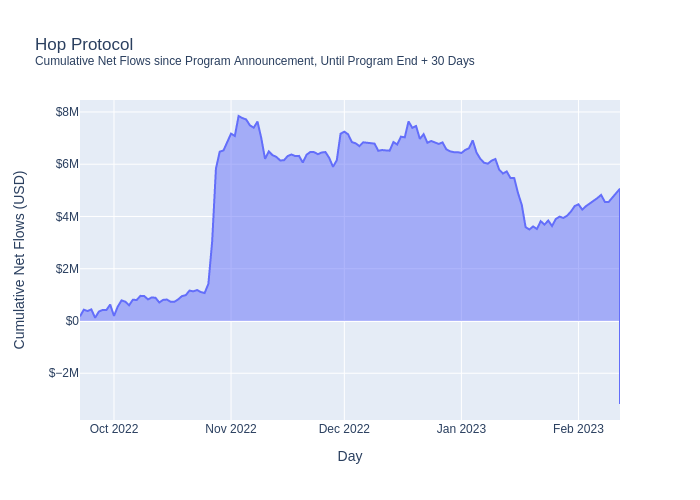 Hop Protocol
Cumulative Net Flows since Program Announcement, Until Program End + 30 Days
Cumulative Net Flows (USD)
$8M
$6M
$4M
$2M
$0
$−2M
Oct 2022
Nov 2022
Dec 2022
Jan 2023
Feb 2023
Day